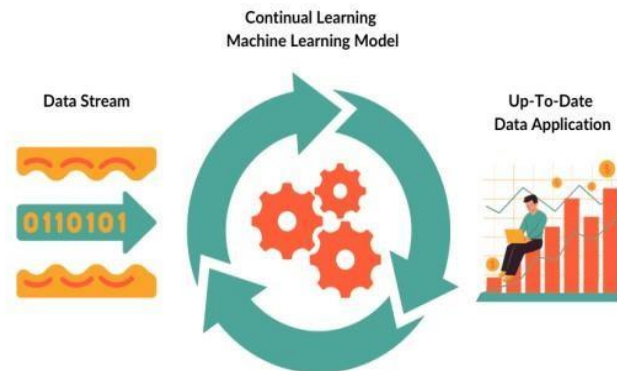 Continual Learning
Machine Learning Model
Data Stream
Up-To-Date
Data Application
0110101
$
$
$
$